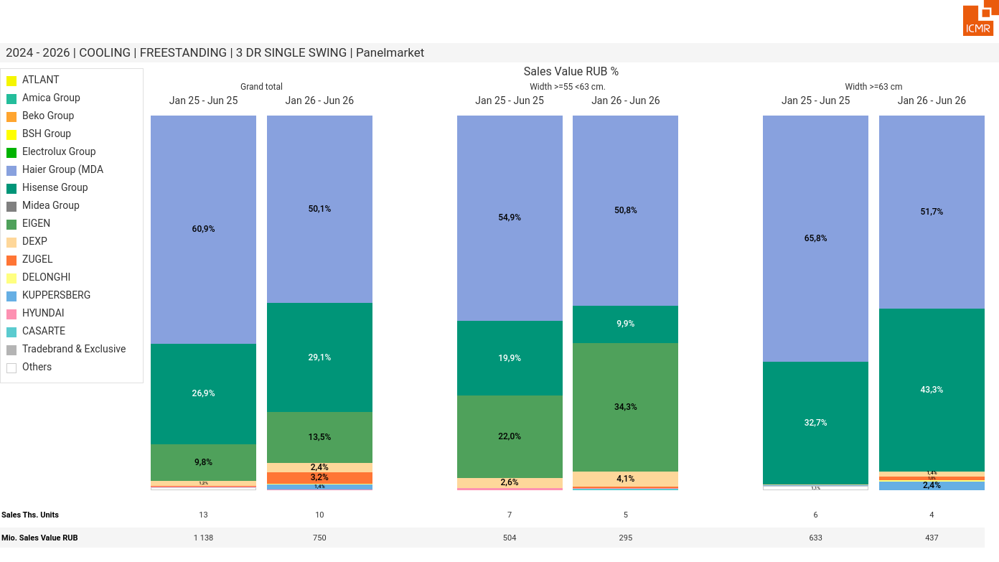 ICMR
2024 - 2026 | COOLING | FREESTANDING | 3 DR SINGLE SWING | Panelmarket
ATLANT
Amica Group
Beko Group
BSH Group
Electrolux Group
Haier Group (MDA
Hisense Group
Midea Group
EIGEN
DEXP
ZUGEL
DELONGHI
KUPPERSBERG
HYUNDAI
CASARTE
Tradebrand & Exclusive
Others
Sales Value RUB %
Grand total Width >=55 <63 cm. Width >=63 cm
Jan 25 - Jun 25 Jan 26 - Jun 26 Jan 25 - Jun 25 Jan 26 - Jun 26 Jan 25 - Jun 25 Jan 26 - Jun 26
60,9%
26,9%
9,8%
1,2%
50,1%
29,1%
13,5%
2,4%
3,2%
1,4%
54,9%
19,9%
22,0%
2,6%
50,8%
9,9%
34,3%
4,1%
65,8%
32,7%
1,1%
51,7%
43,3%
1,4%
1,0%
2,4%
Sales Ths. Units 13 10 7 5 6 4
Mio. Sales Value RUB 1 138 750 504 295 633 437